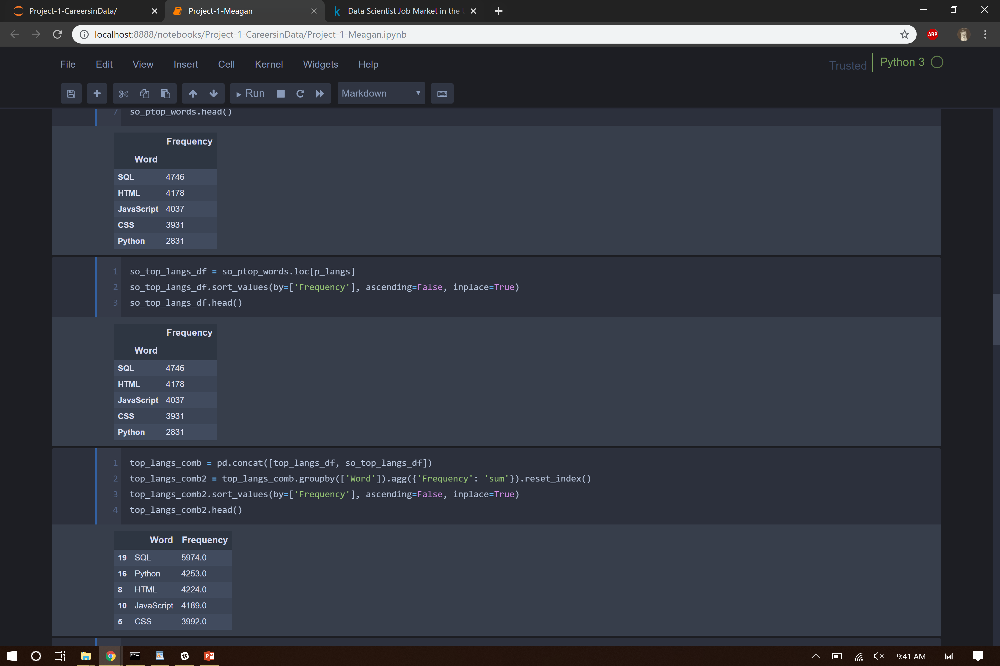 Project-1-CareersinData/
Project-1-Meagan
Data Scientist Job Market in the
localhost:8888/notebooks/Project-1-CareersinData/Project-1-Meagan.ipynb
ABP
File Edit View Insert Cell Kernel Widgets Help
Trusted
Python 3
Run
Markdown
7 so_ptop_words.head()
Frequency
Word
SQL 4746
HTML 4178
JavaScript 4037
CSS 3931
Python 2831
1 so_top_langs_df = so_ptop_words.loc[p_langs]
2 so_top_langs_df.sort_values(by=['Frequency'], ascending=False, inplace=True)
3 so_top_langs_df.head()
Frequency
Word
SQL 4746
HTML 4178
JavaScript 4037
CSS 3931
Python 2831
1 top_langs_comb = pd.concat([top_langs_df, so_top_langs_df])
2 top_langs_comb2 = top_langs_comb.groupby(['Word']).agg({'Frequency': 'sum'}).reset_index()
3 top_langs_comb2.sort_values(by=['Frequency'], ascending=False, inplace=True)
4 top_langs_comb2.head()
Word Frequency
19 SQL 5974.0
16 Python 4253.0
8 HTML 4224.0
10 JavaScript 4189.0
5 CSS 3992.0
9:41 AM